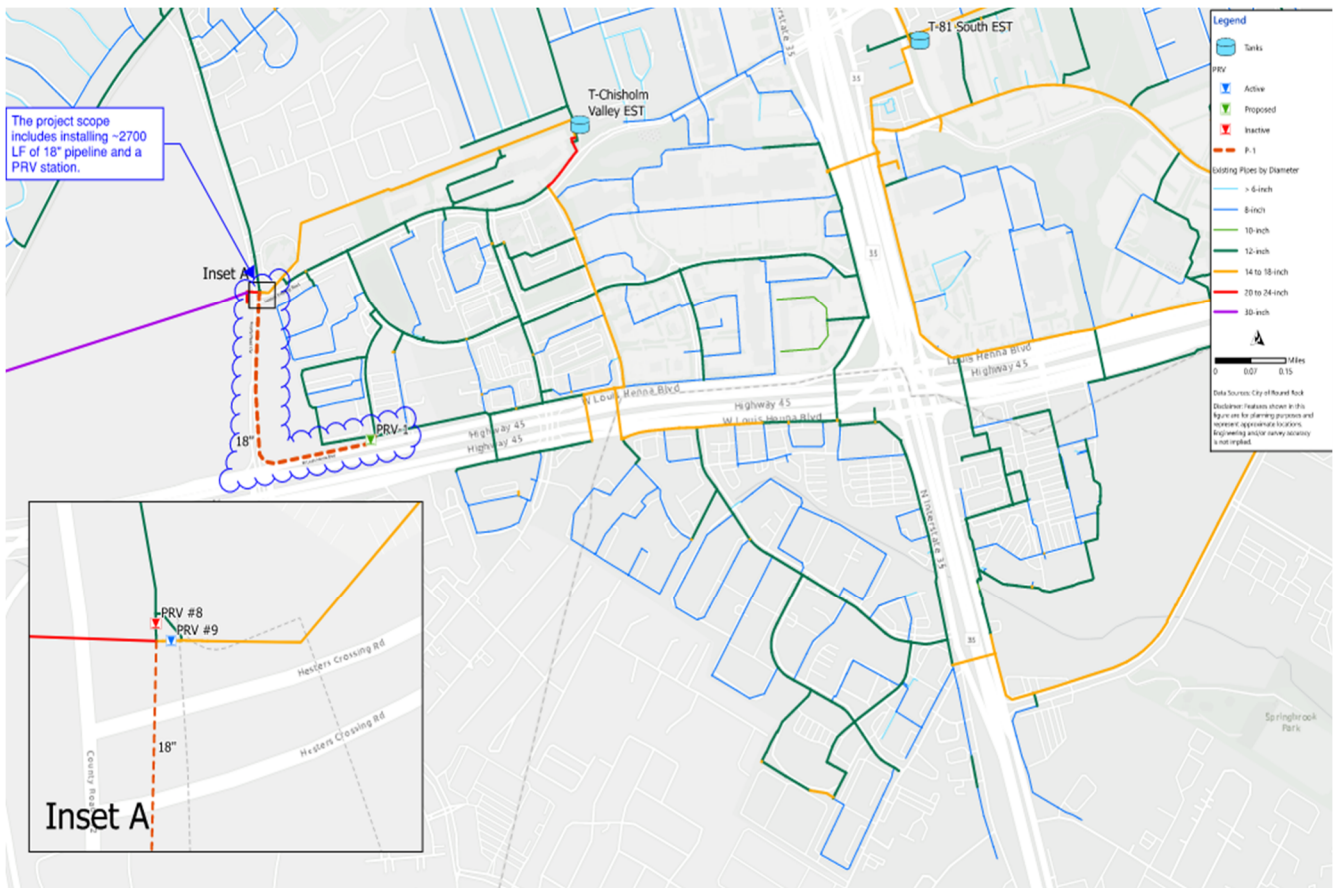 The project scope
includes installing ~2700
LF of 18" pipeline and a
PRV station.
Inset A
18"
PRV-1
T-Chisholm
Valley EST
T-81 South EST
Interstate 35
35
35
35
N Interstate 35
W Louis Henna Blvd
Highway 45
W Louis Henna Blvd
Highway 45
Highway 45
Louis Henna Blvd
Highway 45
Springbrook
Park
Legend
Tanks
PRV
Active
Proposed
Inactive
P-1
Existing Pipes by Diameter
> 6-inch
8-inch
10-inch
12-inch
14 to 18-inch
20 to 24-inch
30-inch
Miles
0 0.07 0.15
Data Sources: City of Round Rock
Disclaimer: Features shown in this
figure are for planning purposes and
represent approximate locations.
Engineering and/or survey accuracy
is not implied.
PRV #8
PRV #9
Hesters Crossing Rd
Hesters Crossing Rd
18"
County Road
Inset A